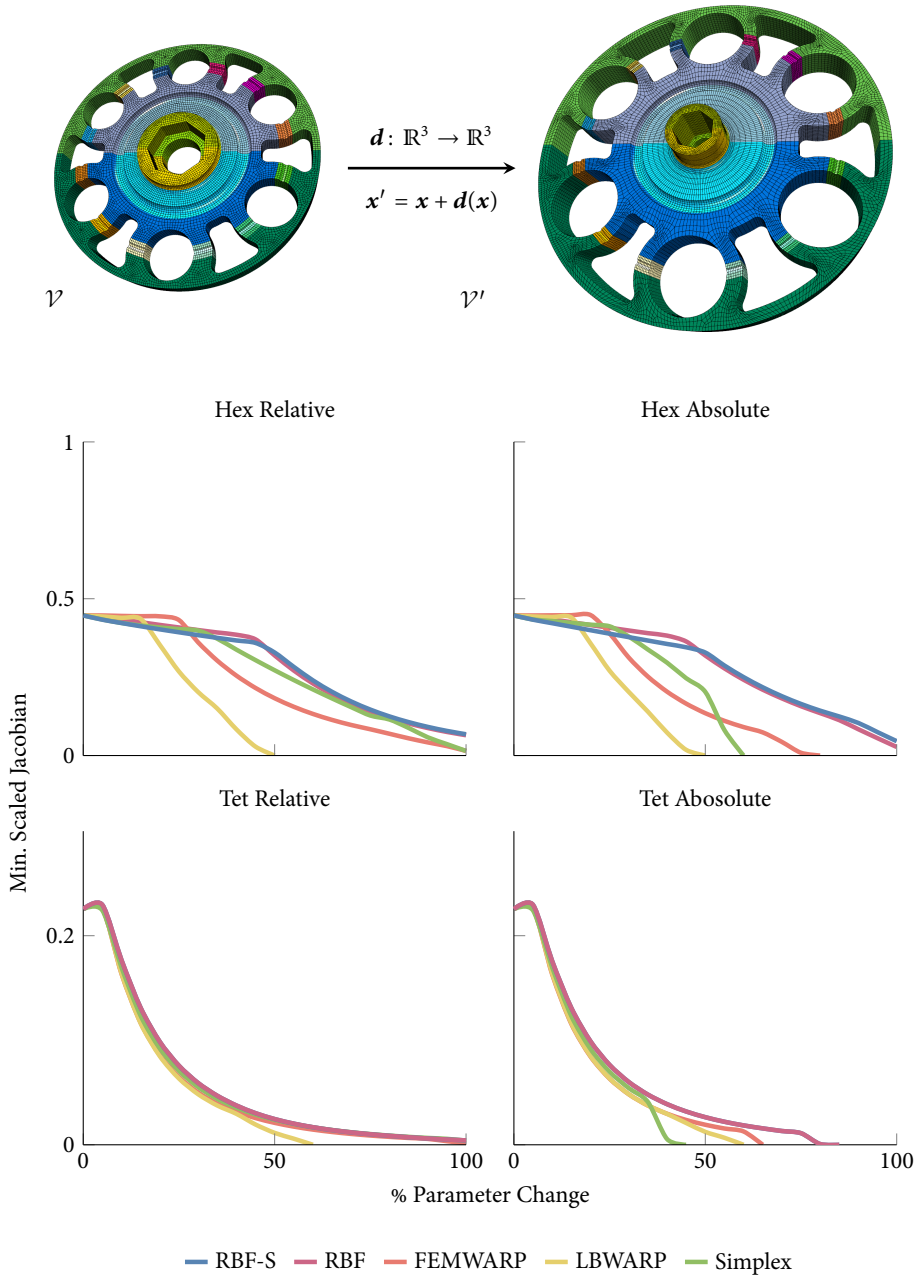 d : ℝ³ → ℝ³
x′ = x + d(x)
𝒱
𝒱′
Hex Relative
Hex Absolute
1
0.5
0
Min. Scaled Jacobian
Tet Relative
Tet Abosolute
0.2
0
0
50
100
0
50
100
% Parameter Change
RBF-S RBF FEMWARP LBWARP Simplex